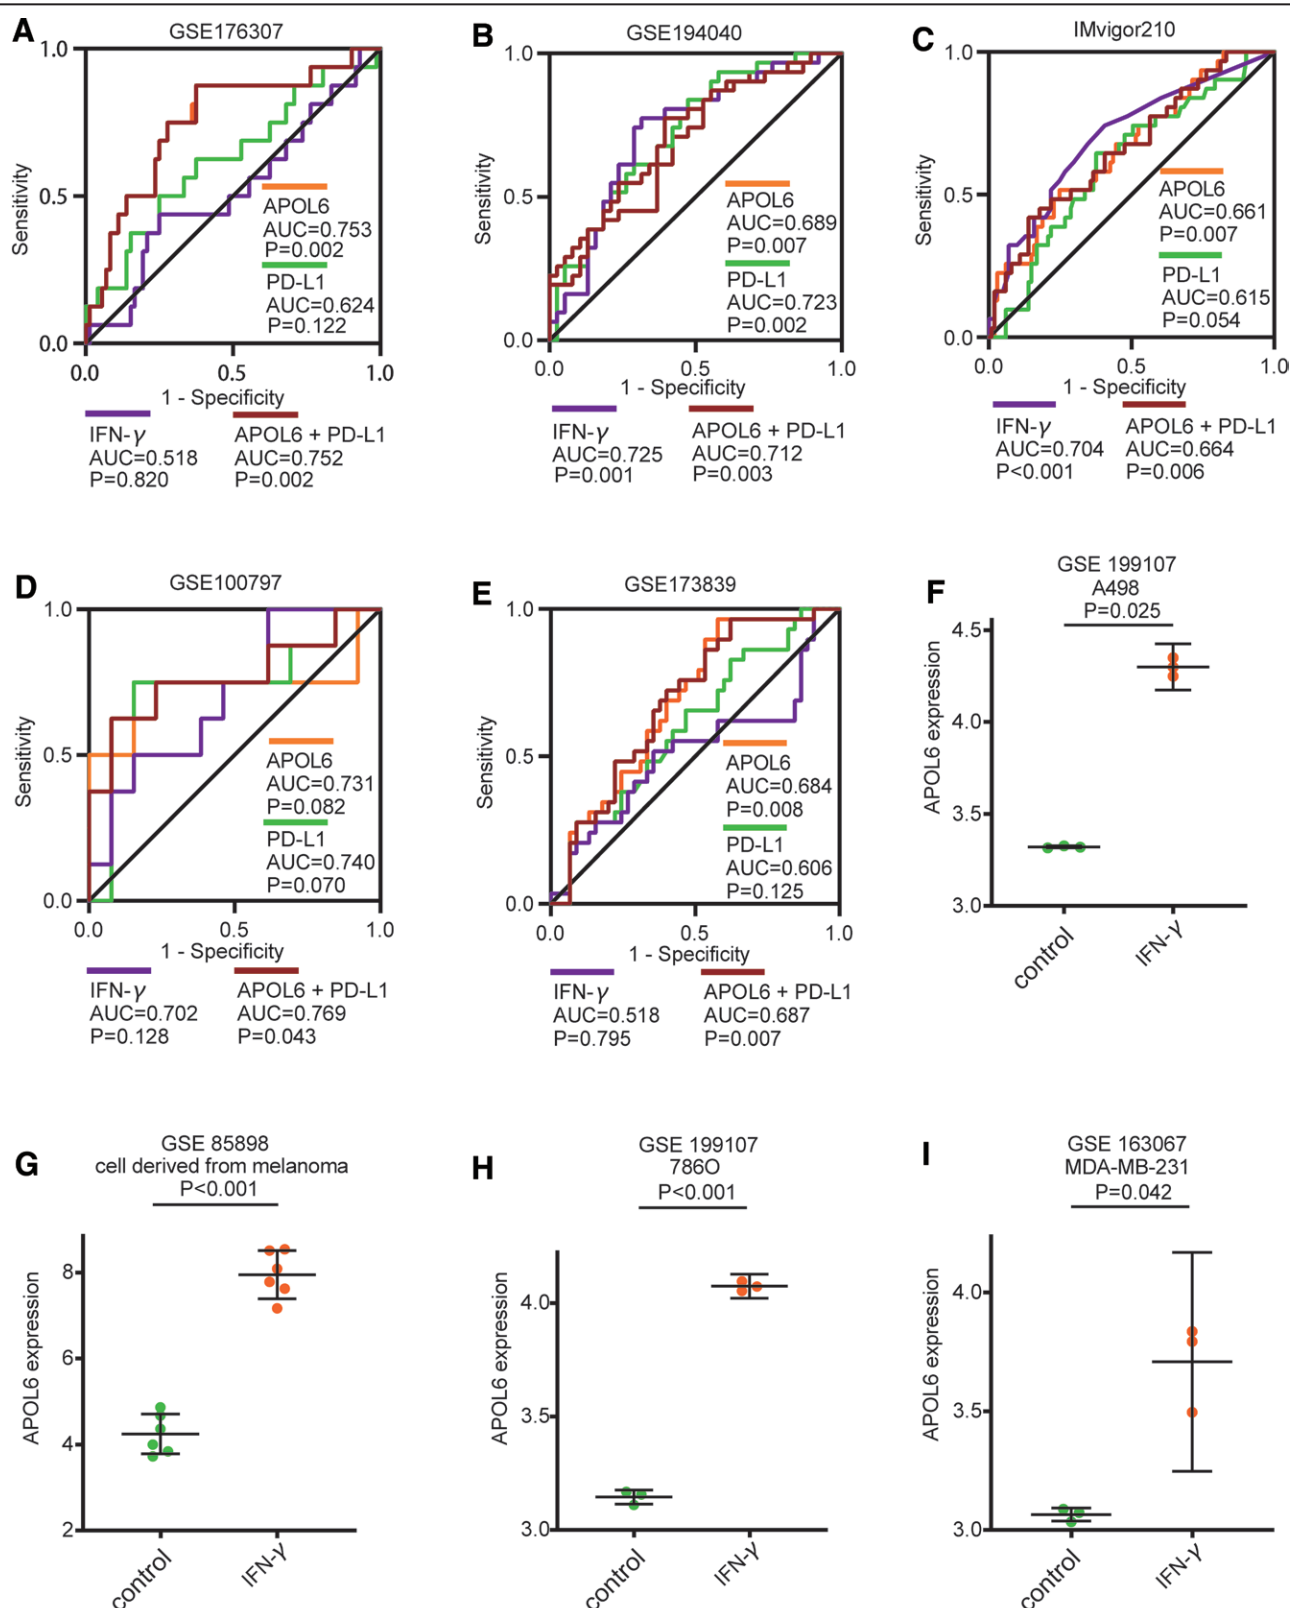 A
GSE176307
1.0
0.5
0.0
Sensitivity
0.0 0.5 1.0
1 - Specificity
APOL6
AUC=0.753
P=0.002
PD-L1
AUC=0.624
P=0.122
IFN-γ
AUC=0.518
P=0.820
APOL6 + PD-L1
AUC=0.752
P=0.002
B
GSE194040
1.0
0.5
0.0
Sensitivity
0.0 0.5 1.0
1 - Specificity
APOL6
AUC=0.689
P=0.007
PD-L1
AUC=0.723
P=0.002
IFN-γ
AUC=0.725
P=0.001
APOL6 + PD-L1
AUC=0.712
P=0.003
C
IMvigor210
1.0
0.5
0.0
Sensitivity
0.0 0.5 1.0
1 - Specificity
APOL6
AUC=0.661
P=0.007
PD-L1
AUC=0.615
P=0.054
IFN-γ
AUC=0.704
P<0.001
APOL6 + PD-L1
AUC=0.664
P=0.006
D
GSE100797
1.0
0.5
0.0
Sensitivity
0.0 0.5 1.0
1 - Specificity
APOL6
AUC=0.731
P=0.082
PD-L1
AUC=0.740
P=0.070
IFN-γ
AUC=0.702
P=0.128
APOL6 + PD-L1
AUC=0.769
P=0.043
E
GSE173839
1.0
0.5
0.0
Sensitivity
0.0 0.5 1.0
1 - Specificity
APOL6
AUC=0.684
P=0.008
PD-L1
AUC=0.606
P=0.125
IFN-γ
AUC=0.518
P=0.795
APOL6 + PD-L1
AUC=0.687
P=0.007
F
GSE 199107
A498
P=0.025
4.5
4.0
3.5
3.0
APOL6 expression
control IFN-γ
G
GSE 85898
cell derived from melanoma
P<0.001
8
6
4
2
APOL6 expression
control IFN-γ
H
GSE 199107
786O
P<0.001
4.0
3.5
3.0
APOL6 expression
control IFN-γ
I
GSE 163067
MDA-MB-231
P=0.042
4.0
3.5
3.0
APOL6 expression
control IFN-γ